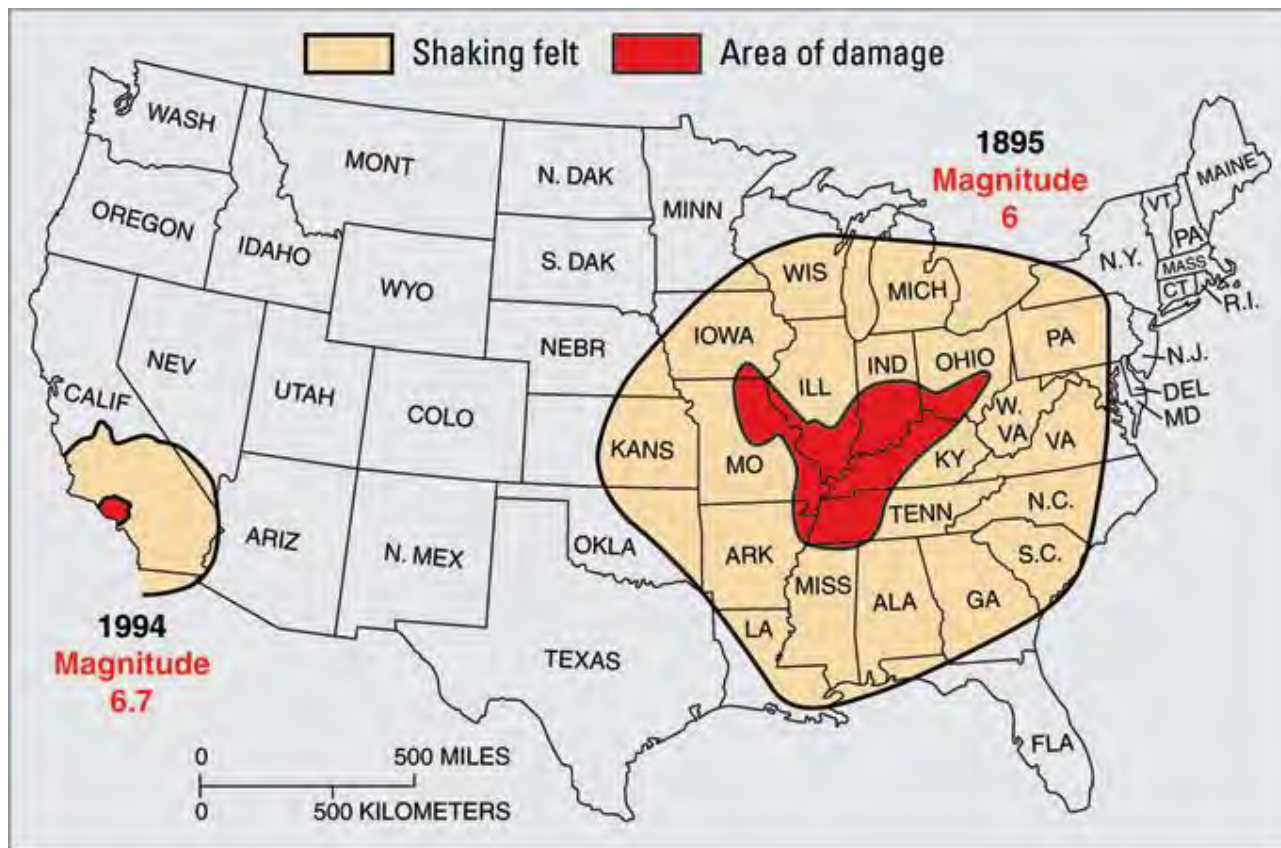 Shaking felt
Area of damage
WASH
MONT
N. DAK
MINN
1895
Magnitude
6
MAINE
VT.
PA
N.Y.
MASS
CT
R.I.
OREGON
IDAHO
S. DAK
WIS
MICH
WYO
NEBR
IOWA
PA
N.J.
DEL
MD
NEV
UTAH
COLO
ILL
IND
OHIO
W.
VA
VA
CALIF
KANS
MO
KY
ARIZ
N. MEX
OKLA
ARK
TENN
N.C.
S.C.
MISS
ALA
GA
LA
1994
Magnitude
6.7
TEXAS
FLA
0 500 MILES
0 500 KILOMETERS